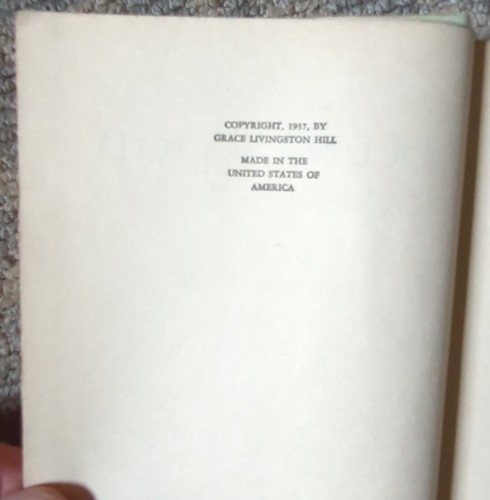 COPYRIGHT, 1957, BY
GRACE LIVINGSTON HILL
MADE IN THE
UNITED STATES OF
AMERICA